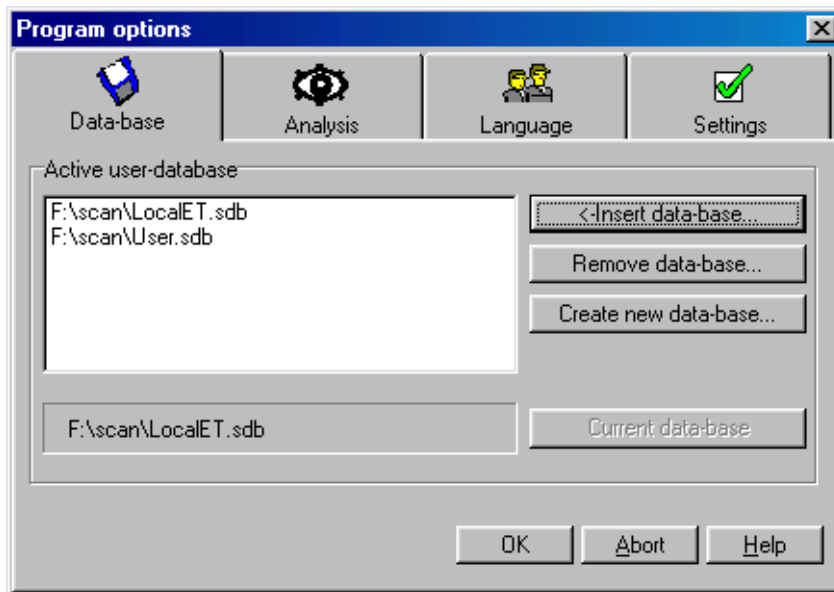 Program options
Data-base
Analysis
Language
Settings
Active user-database
F:\scan\LocalET.sdb
F:\scan\User.sdb
<-Insert data-base...
Remove data-base...
Create new data-base...
F:\scan\LocalET.sdb
Current data-base
OK
Abort
Help